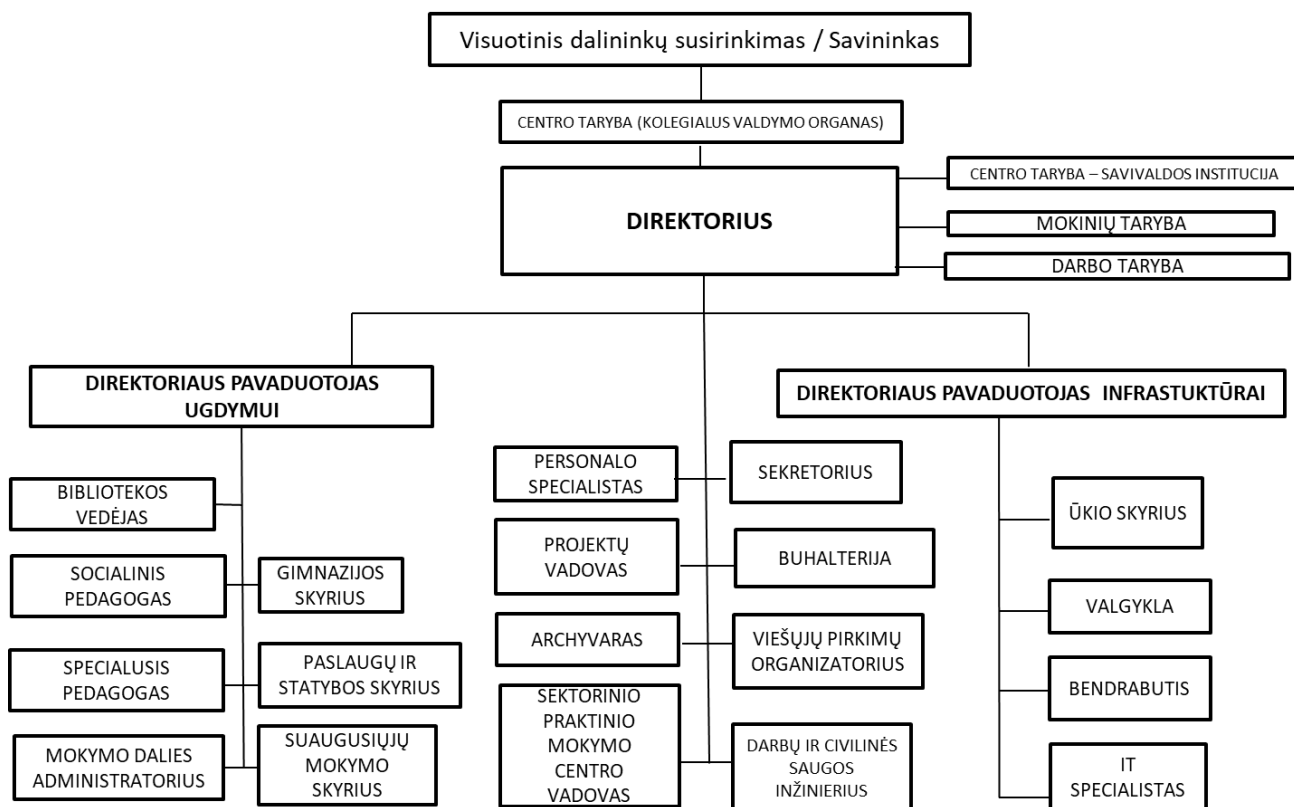 Visuotinis dalininkų susirinkimas / Savininkas
CENTRO TARYBA (KOLEGIALUS VALDYMO ORGANAS)
DIREKTORIUS
CENTRO TARYBA – SAVIVALDOS INSTITUCIJA
MOKINIŲ TARYBA
DARBO TARYBA
DIREKTORIAUS PAVADUOTOJAS
UGDYMUI
BIBLIOTEKOS
VEDĖJAS
SOCIALINIS
PEDAGOGAS
GIMNAZIJOS
SKYRIUS
SPECIALUSIS
PEDAGOGAS
PASLAUGŲ IR
STATYBOS SKYRIUS
MOKYMO DALIES
ADMINISTRATORIUS
SUAUGUSIŲJŲ
MOKYMO
SKYRIUS
PERSONALO
SPECIALISTAS
SEKRETORIUS
PROJEKTŲ
VADOVAS
BUHALTERIJA
ARCHYVARAS
VIEŠŲJŲ PIRKIMŲ
ORGANIZATORIUS
SEKTORINIO
PRAKTINIO
MOKYMO
CENTRO
VADOVAS
DARBŲ IR CIVILINĖS
SAUGOS
INŽINIERIUS
DIREKTORIAUS PAVADUOTOJAS INFRASTUKTŪRAI
ŪKIO SKYRIUS
VALGYKLA
BENDRABUTIS
IT
SPECIALISTAS